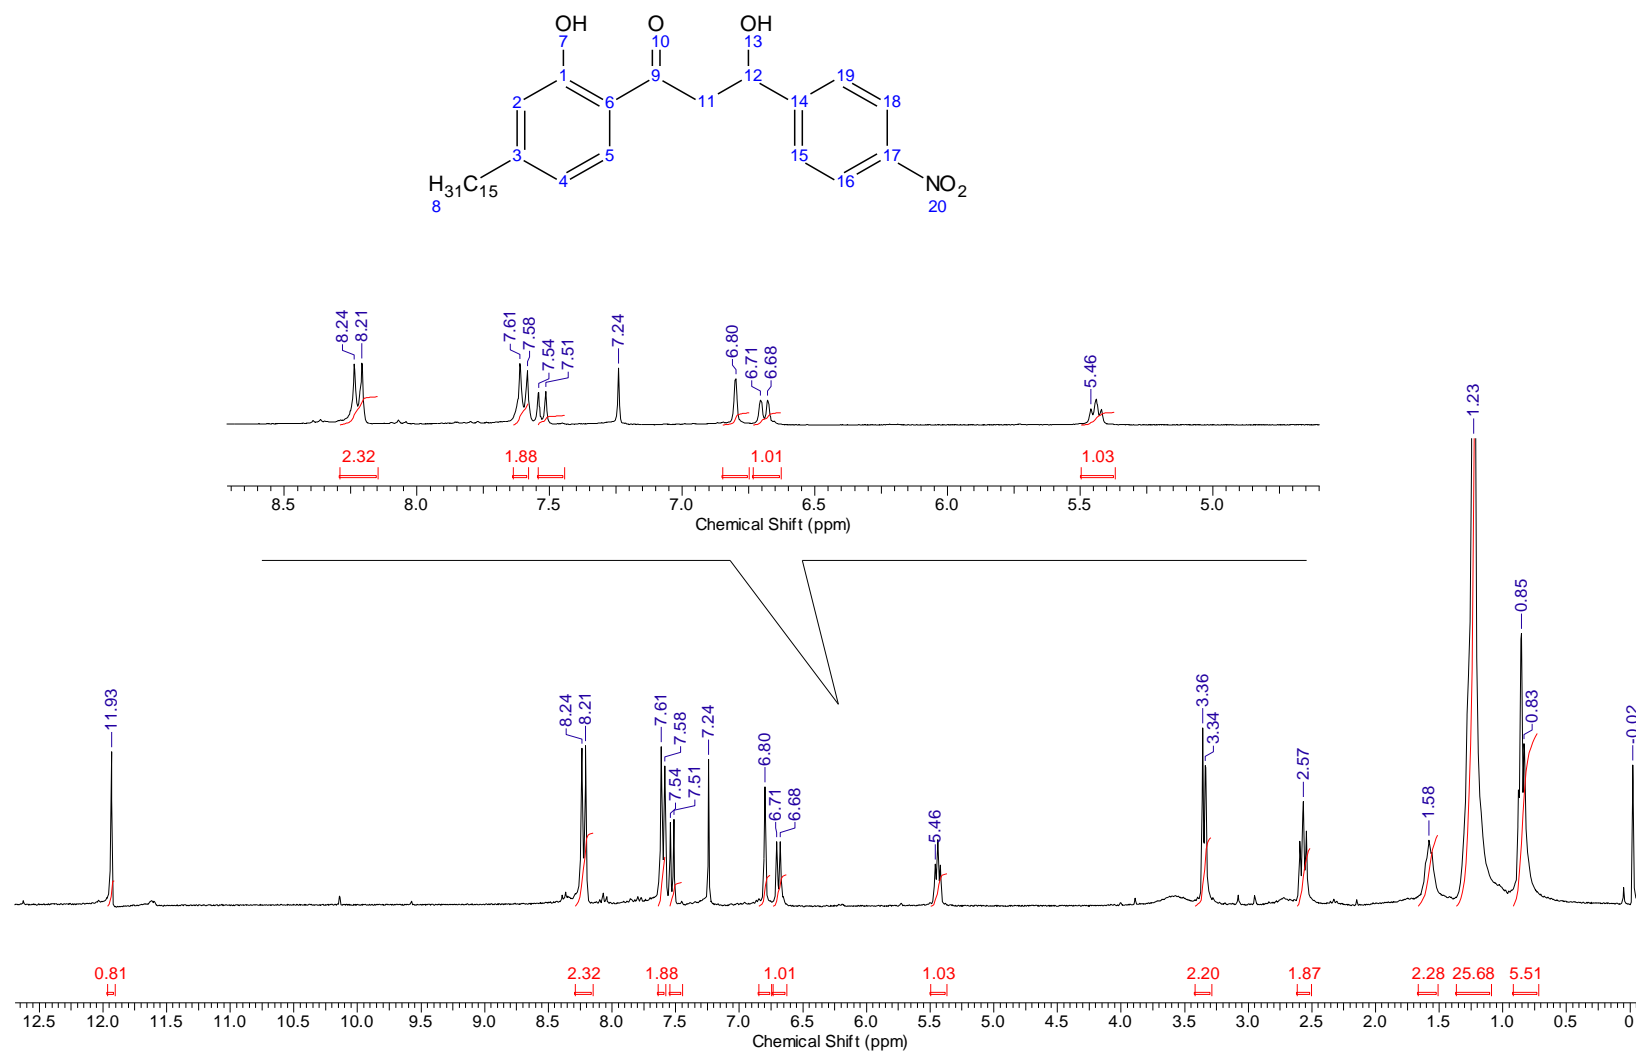 OH O OH
7 10 13
1 9 12 19
2 6 11 14 18
3 5 15 17
4 16
H31C15 NO2
8 20
8.24 8.21 7.61 7.58 7.54 7.51 7.24 6.80 6.71 6.68 5.46
2.32 1.88 1.01 1.03
8.5 8.0 7.5 7.0 6.5 6.0 5.5 5.0
Chemical Shift (ppm)
11.93 8.24 8.21 7.61 7.58 7.54 7.51 7.24 6.80 6.71 6.68 5.46 3.36 3.34 2.57 1.58 1.23 0.85 0.83 -0.02
0.81 2.32 1.88 1.01 1.03 2.20 1.87 2.28 25.68 5.51
12.5 12.0 11.5 11.0 10.5 10.0 9.5 9.0 8.5 8.0 7.5 7.0 6.5 6.0 5.5 5.0 4.5 4.0 3.5 3.0 2.5 2.0 1.5 1.0 0.5 0
Chemical Shift (ppm)